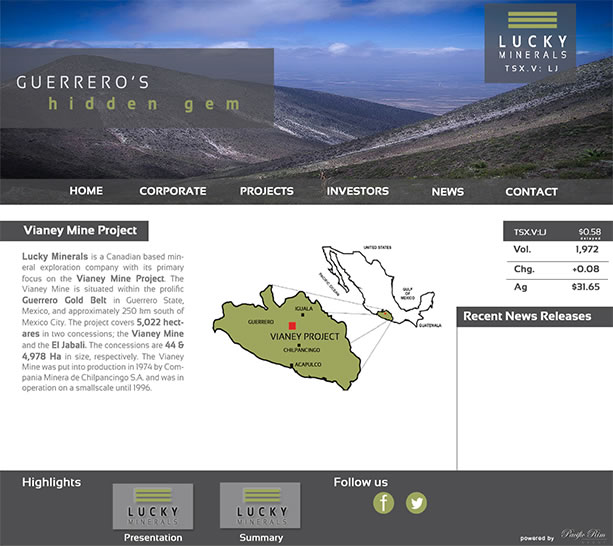 LUCKY
MINERALS
TSX.V: LJ
GUERRERO'S
hidden gem
HOME CORPORATE PROJECTS INVESTORS NEWS CONTACT
Vianey Mine Project
Lucky Minerals is a Canadian based min-
eral exploration company with its primary
focus on the Vianey Mine Project. The
Vianey Mine is situated within the prolific
Guerrero Gold Belt in Guerrero State,
Mexico, and approximately 250 km south of
Mexico City. The project covers 5,022 hect-
ares in two concessions; the Vianey Mine
and the El Jabali. The concessions are 44 &
4,978 Ha in size, respectively. The Vianey
Mine was put into production in 1974 by Com-
pania Minera de Chilpancingo S.A. and was in
operation on a smallscale until 1996.
UNITED STATES
PACIFIC OCEAN
GULF
OF
MEXICO
GUATEMALA
IGUALA
GUERRERO
VIANEY PROJECT
CHILPANCINGO
ACAPULCO
TSX.V:LJ $0.58
delayed
Vol. 1,972
Chg. +0.08
Ag $31.65
Recent News Releases
Highlights
LUCKY
MINERALS
Presentation
LUCKY
MINERALS
Summary
Follow us
powered by Pacific Rim